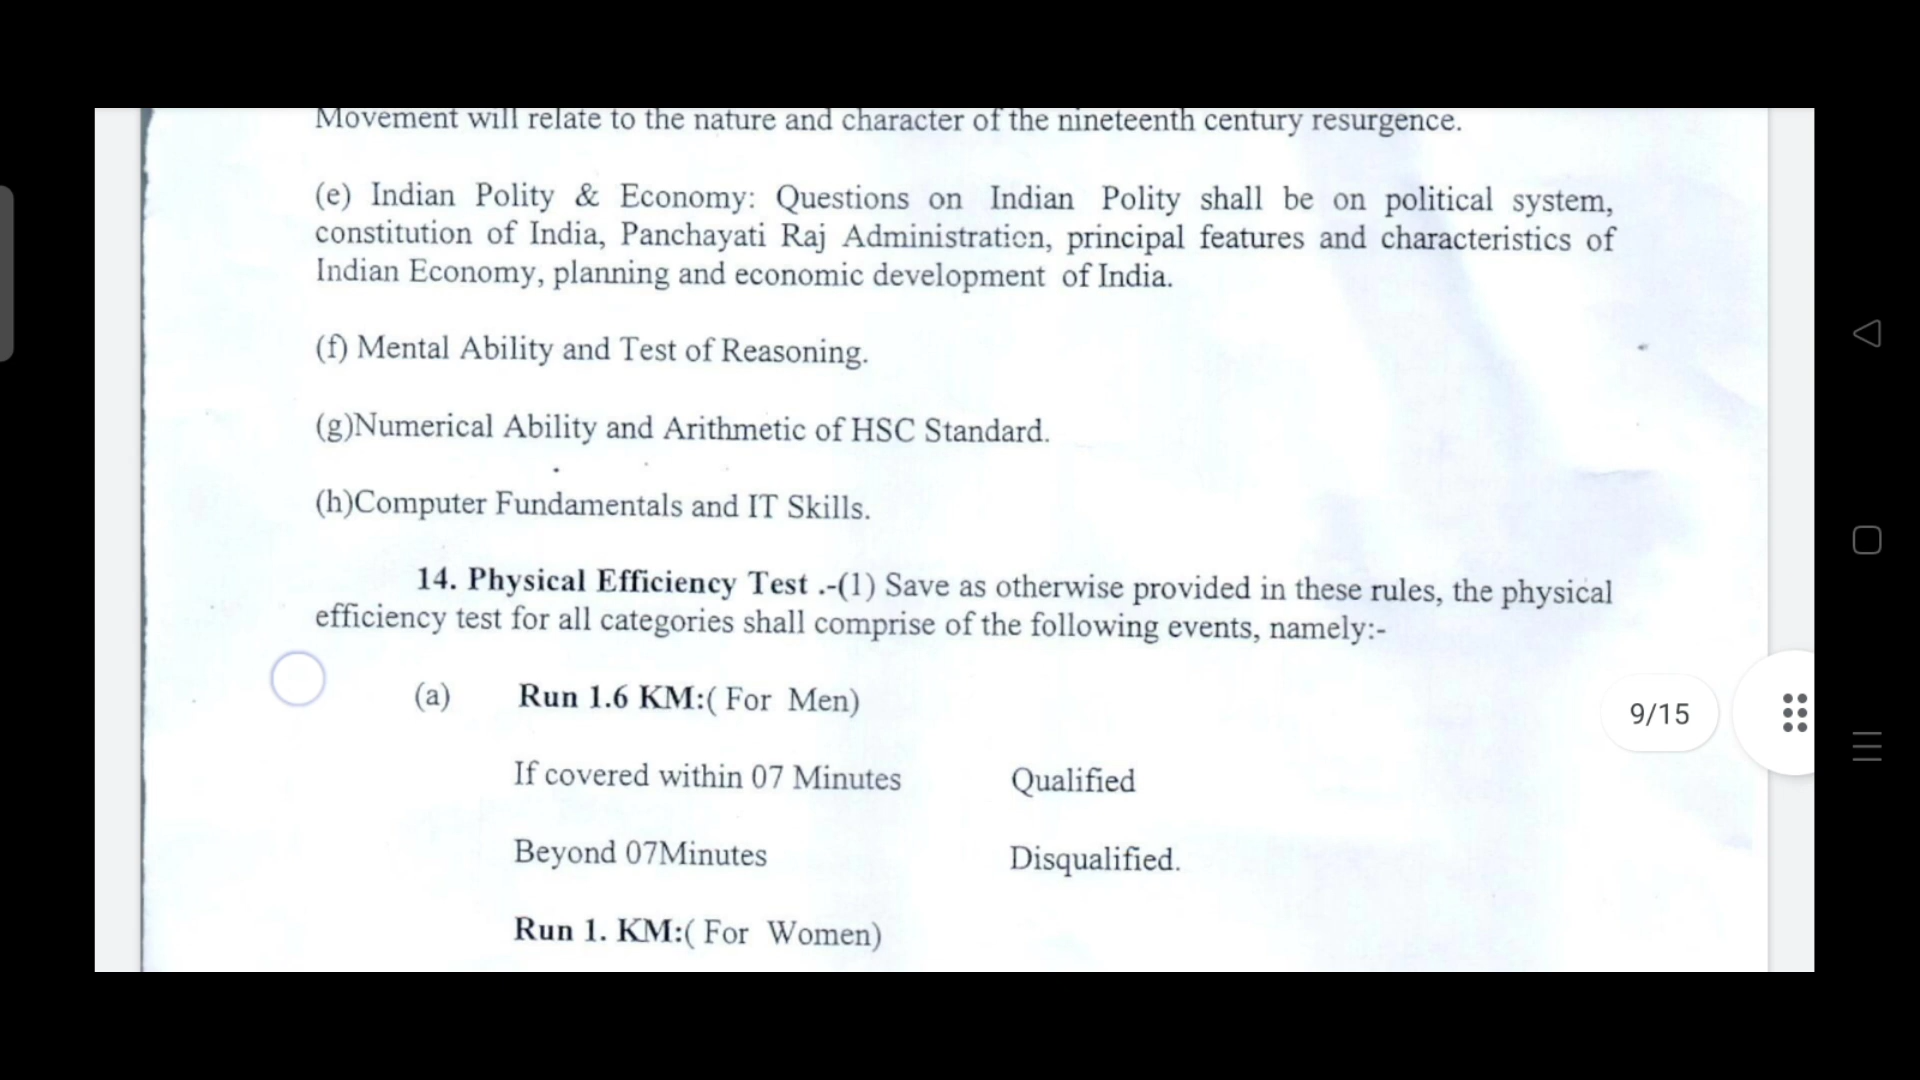 Movement will relate to the nature and character of the nineteenth century resurgence.
(e) Indian Polity & Economy: Questions on Indian Polity shall be on political system,
constitution of India, Panchayati Raj Administration, principal features and characteristics of
Indian Economy, planning and economic development of India.
(f) Mental Ability and Test of Reasoning.
(g)Numerical Ability and Arithmetic of HSC Standard.
(h)Computer Fundamentals and IT Skills.
14. Physical Efficiency Test .-(1) Save as otherwise provided in these rules, the physical
efficiency test for all categories shall comprise of the following events, namely:-
(a) Run 1.6 KM:( For Men)
9/15
If covered within 07 Minutes Qualified
Beyond 07Minutes Disqualified.
Run 1. KM:( For Women)